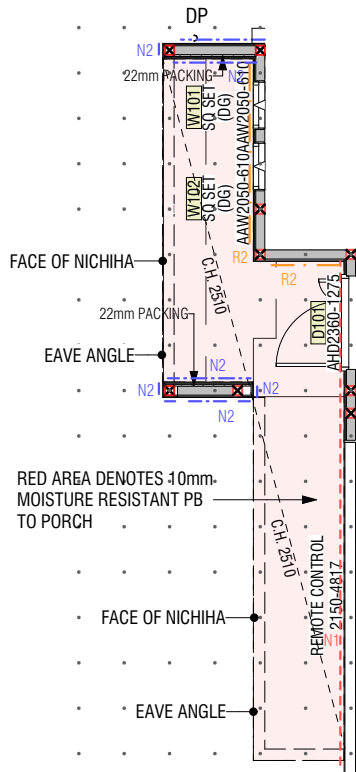 DP
N2
22mm PACKING
N1
W101
SQ SET
(DG)
AAW2050-610
W102
SQ SET
(DG)
AAW2050-610
R2
R2
FACE OF NICHIHA
C.H. 2510
22mm PACKING
D101
AHD2360-1275
EAVE ANGLE
N2
N2
N2
N2
RED AREA DENOTES 10mm
MOISTURE RESISTANT PB
TO PORCH
C.H. 2510
REMOTE CONTROL
2150-4817
N1
FACE OF NICHIHA
EAVE ANGLE